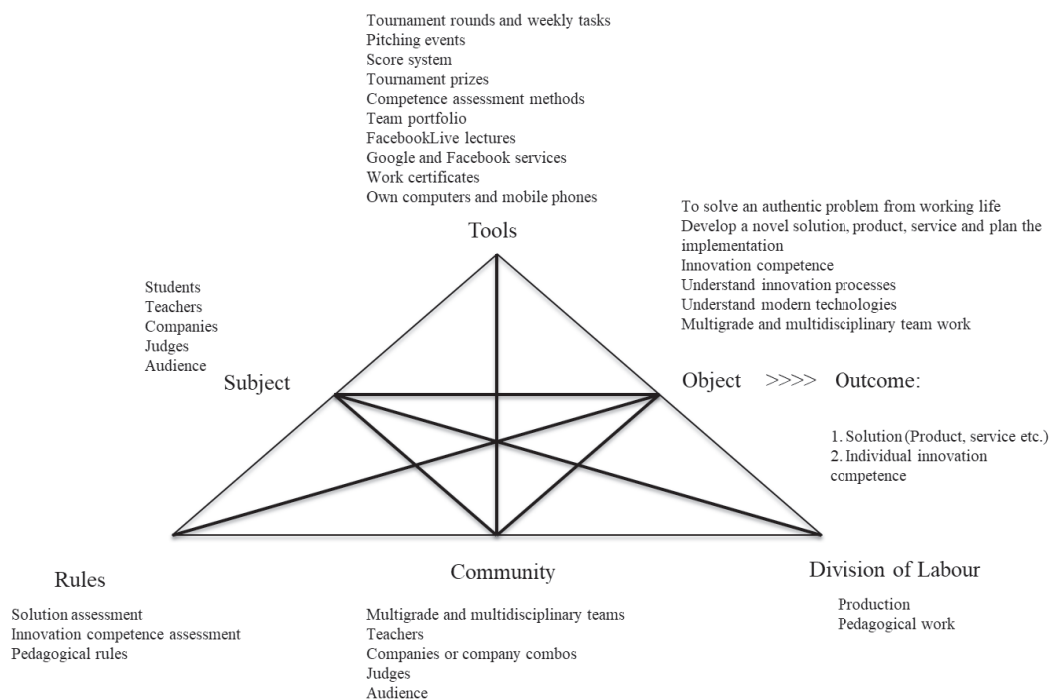 Tournament rounds and weekly tasks
Pitching events
Score system
Tournament prizes
Competence assessment methods
Team portfolio
FacebookLive lectures
Google and Facebook services
Work certificates
Own computers and mobile phones
Tools
To solve an authentic problem from working life
Develop a novel solution, product, service and plan the
implementation
Innovation competence
Understand innovation processes
Understand modern technologies
Multigrade and multidisciplinary team work
Students
Teachers
Companies
Judges
Audience
Subject
Object >>>> Outcome:
1. Solution (Product, service etc.)
2. Individual innovation
competence
Rules
Solution assessment
Innovation competence assessment
Pedagogical rules
Community
Multigrade and multidisciplinary teams
Teachers
Companies or company combos
Judges
Audience
Division of Labour
Production
Pedagogical work